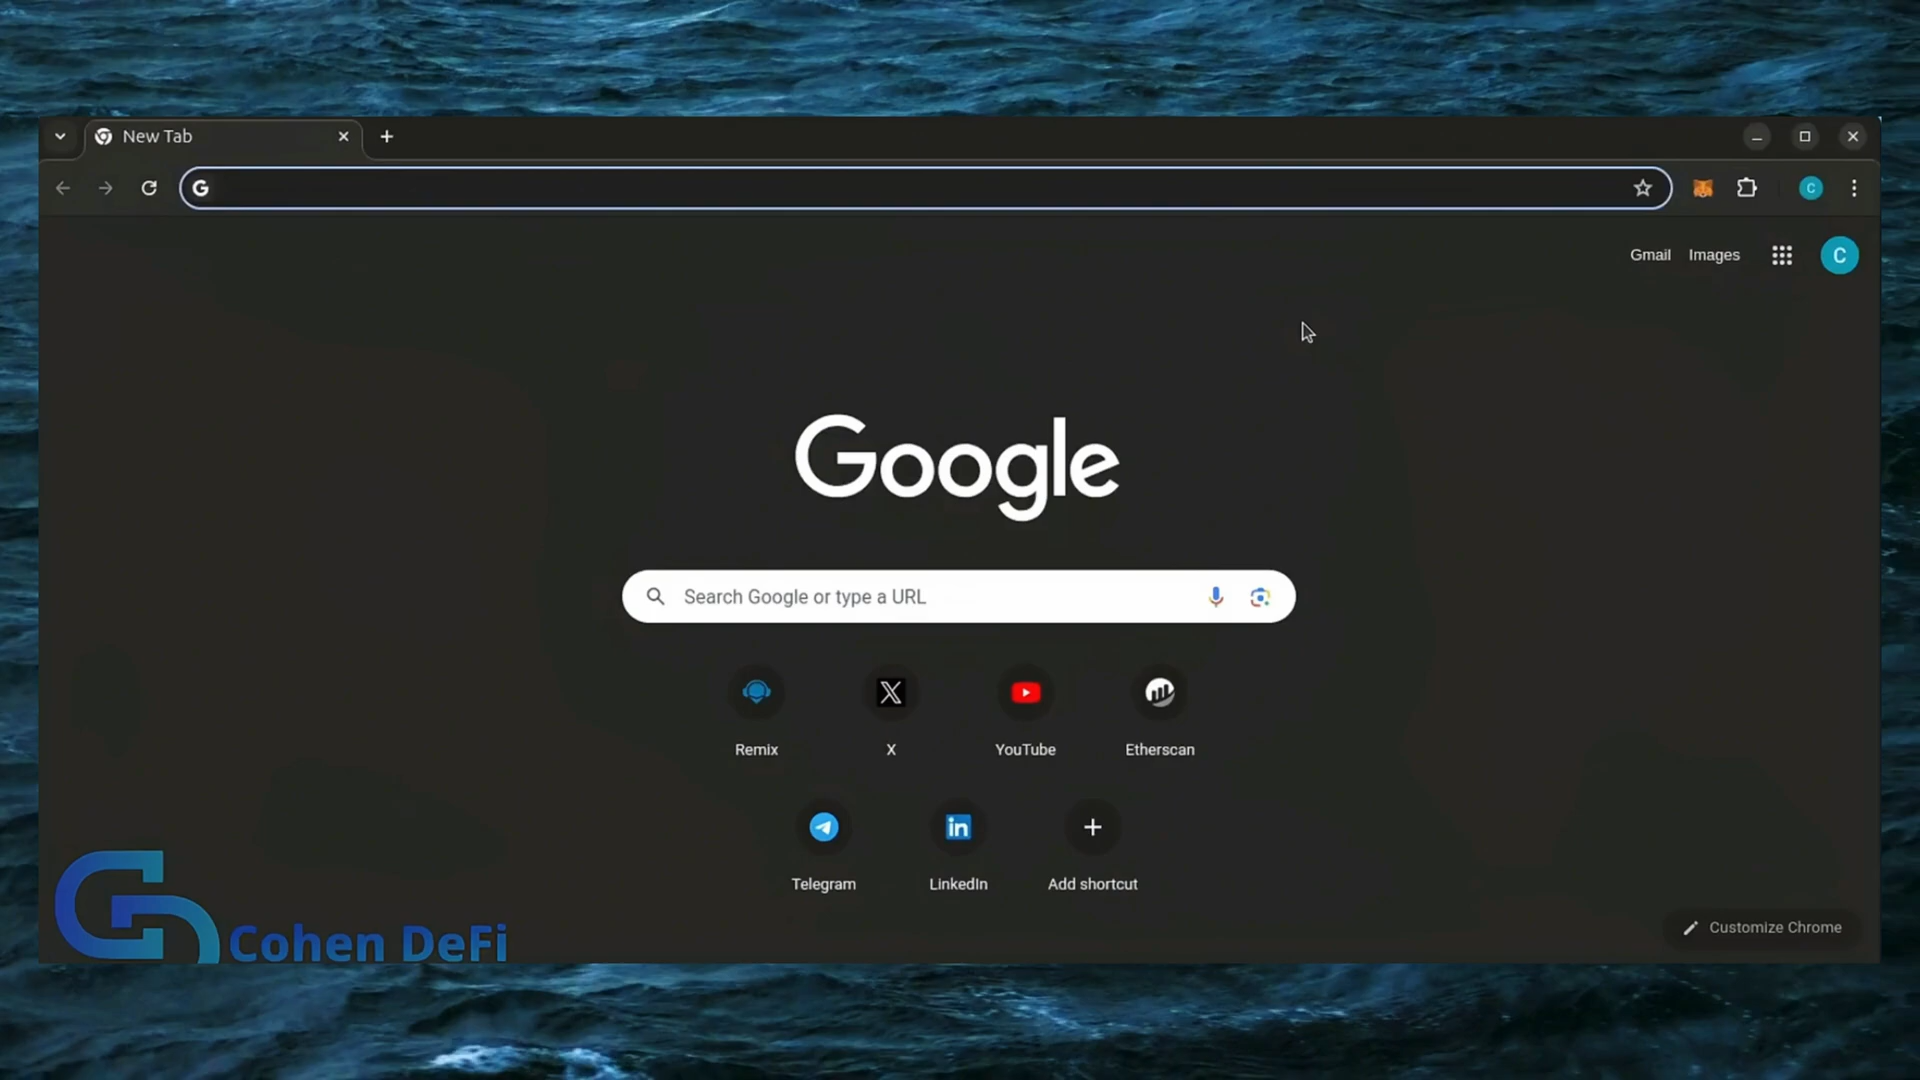 New Tab
G
C
Gmail Images
C
Google
Search Google or type a URL
Remix X YouTube Etherscan
in
Telegram LinkedIn Add shortcut
Cohen DeFi
Customize Chrome